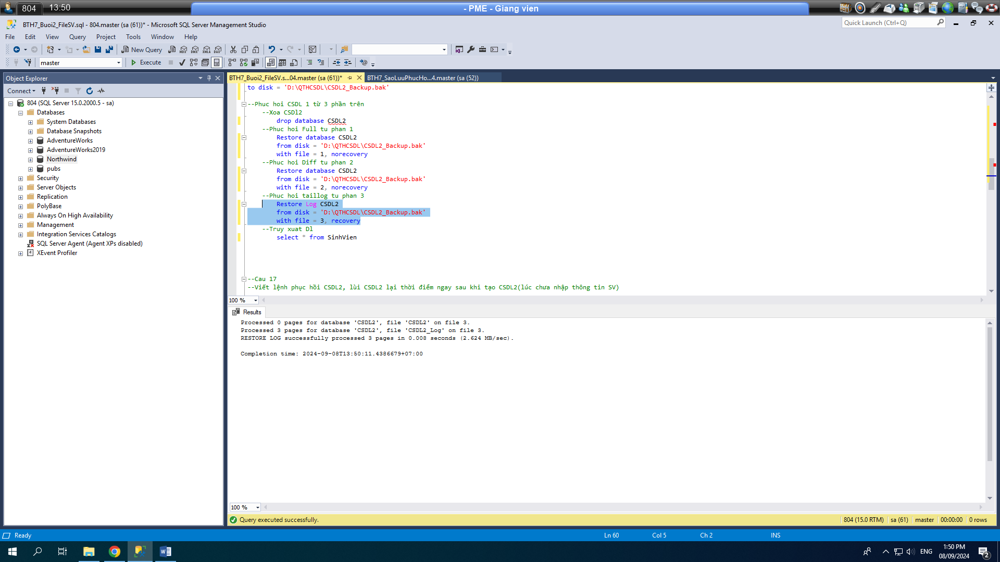 804
13:50
- PME - Giang vien
BTH7_Buoi2_FileSV.sql - 804.master (sa (61))* - Microsoft SQL Server Management Studio
Quick Launch (Ctrl+Q)
File Edit View Query Project Tools Window Help
New Query
MDX DMX XMLA DAX
master
Execute
Object Explorer
Connect
804 (SQL Server 15.0.2000.5 - sa)
Databases
System Databases
Database Snapshots
AdventureWorks
AdventureWorks2019
Northwind
pubs
Security
Server Objects
Replication
PolyBase
Always On High Availability
Management
Integration Services Catalogs
SQL Server Agent (Agent XPs disabled)
XEvent Profiler
BTH7_Buoi2_FileSV.s...04.master (sa (61))*
BTH7_SaoLuuPhucHo...4.master (sa (52))
to disk = 'D:\QTHCSDL\CSDL2_Backup.bak'
--Phuc hoi CSDL 1 từ 3 phần trên
--Xoa CSDl2
drop database CSDL2
--Phuc hoi Full tu phan 1
Restore database CSDL2
from disk = 'D:\QTHCSDL\CSDL2_Backup.bak'
with file = 1, norecovery
--Phuc hoi Diff tu phan 2
Restore database CSDL2
from disk = 'D:\QTHCSDL\CSDL2_Backup.bak'
with file = 2, norecovery
--Phuc hoi taillog tu phan 3
Restore Log CSDL2
from disk = 'D:\QTHCSDL\CSDL2_Backup.bak'
with file = 3, recovery
--Truy xuat Dl
select * from SinhVien
--Cau 17
--Viết lệnh phục hồi CSDL2, lùi CSDL2 lại thời điểm ngay sau khi tạo CSDL2(lúc chưa nhập thông tin SV)
100 %
Results
Processed 0 pages for database 'CSDL2', file 'CSDL2' on file 3.
Processed 3 pages for database 'CSDL2', file 'CSDL2_Log' on file 3.
RESTORE LOG successfully processed 3 pages in 0.008 seconds (2.624 MB/sec).
Completion time: 2024-09-08T13:50:11.4386679+07:00
100 %
Query executed successfully.
804 (15.0 RTM) sa (61) master 00:00:00 0 rows
Ready
Ln 60 Col 5 Ch 2 INS
ENG
1:50 PM
08/09/2024
2